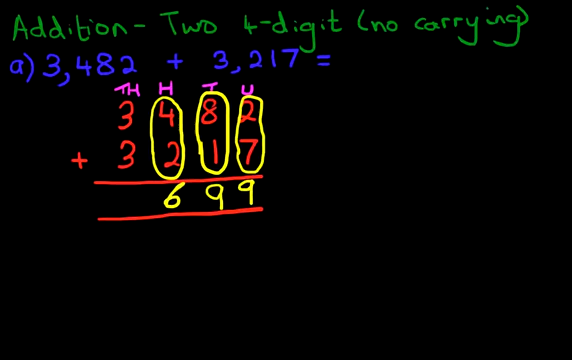 Addition - Two 4-digit (no carrying)
a) 3,482 + 3,217 =
TH H T U
3 4 8 2
+ 3 2 1 7
6 9 9